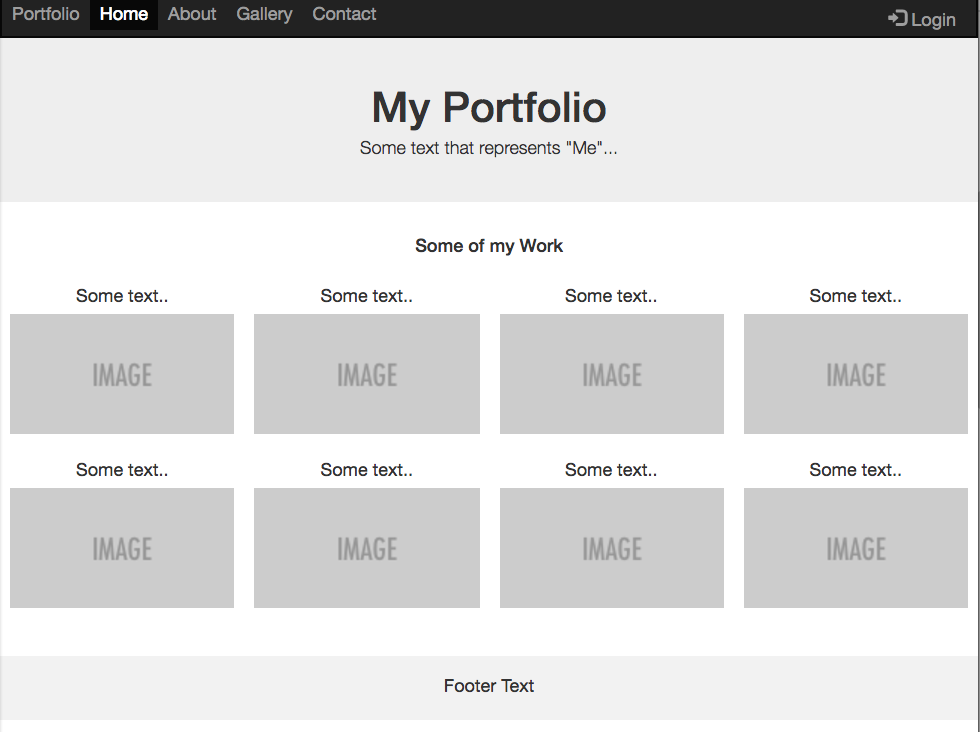 Portfolio Home About Gallery Contact Login
My Portfolio
Some text that represents "Me"...
Some of my Work
Some text.. Some text.. Some text.. Some text..
IMAGE IMAGE IMAGE IMAGE
Some text.. Some text.. Some text.. Some text..
IMAGE IMAGE IMAGE IMAGE
Footer Text